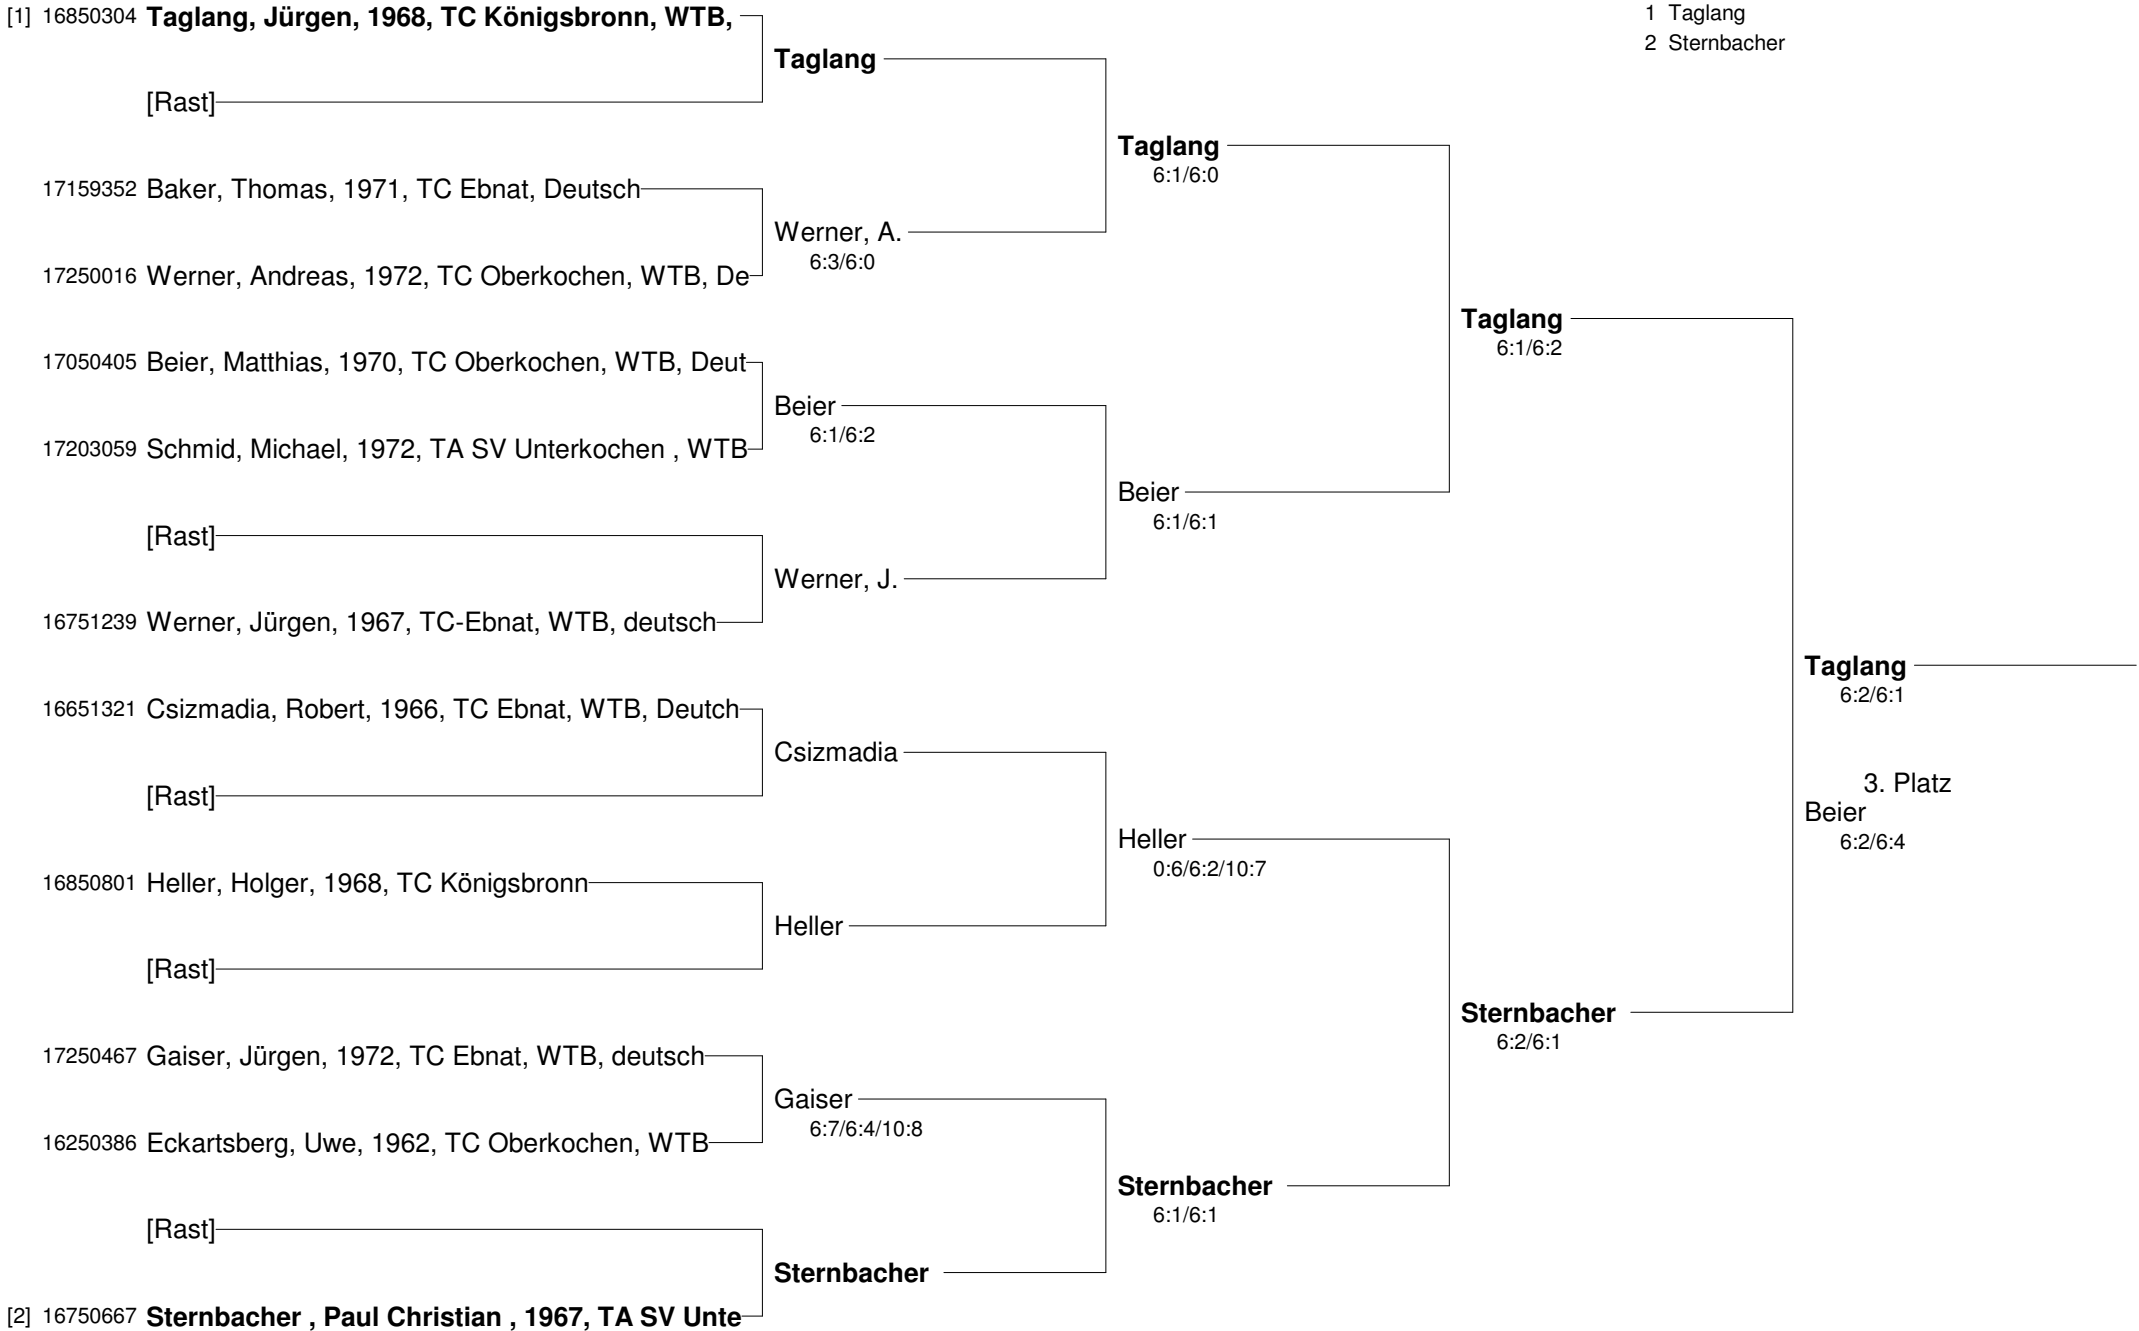 [1] 16850304 Taglang, Jürgen, 1968, TC Königsbronn, WTB,
1 Taglang
2 Sternbacher
Taglang
[Rast]
Taglang
6:1/6:0
17159352 Baker, Thomas, 1971, TC Ebnat, Deutsch
Werner, A.
6:3/6:0
17250016 Werner, Andreas, 1972, TC Oberkochen, WTB, De
Taglang
6:1/6:2
17050405 Beier, Matthias, 1970, TC Oberkochen, WTB, Deut
Beier
6:1/6:2
17203059 Schmid, Michael, 1972, TA SV Unterkochen , WTB
Beier
6:1/6:1
[Rast]
Werner, J.
16751239 Werner, Jürgen, 1967, TC-Ebnat, WTB, deutsch
Taglang
6:2/6:1
16651321 Csizmadia, Robert, 1966, TC Ebnat, WTB, Deutch
Csizmadia
3. Platz
[Rast]
Beier
6:2/6:4
Heller
0:6/6:2/10:7
16850801 Heller, Holger, 1968, TC Königsbronn
Heller
[Rast]
Sternbacher
6:2/6:1
17250467 Gaiser, Jürgen, 1972, TC Ebnat, WTB, deutsch
Gaiser
6:7/6:4/10:8
16250386 Eckartsberg, Uwe, 1962, TC Oberkochen, WTB
Sternbacher
6:1/6:1
[Rast]
Sternbacher
[2] 16750667 Sternbacher , Paul Christian , 1967, TA SV Unte